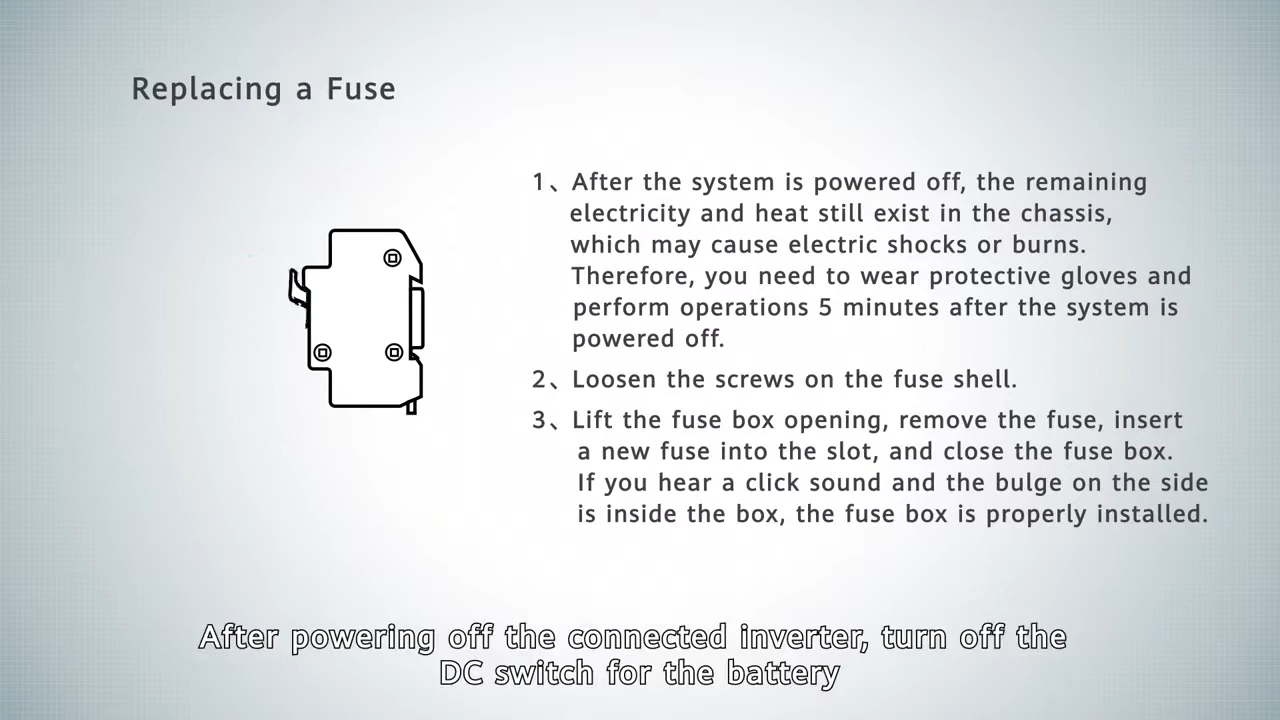 Replacing a Fuse
1、After the system is powered off, the remaining
electricity and heat still exist in the chassis,
which may cause electric shocks or burns.
Therefore, you need to wear protective gloves and
perform operations 5 minutes after the system is
powered off.
2、Loosen the screws on the fuse shell.
3、Lift the fuse box opening, remove the fuse, insert
a new fuse into the slot, and close the fuse box.
If you hear a click sound and the bulge on the side
is inside the box, the fuse box is properly installed.
After powering off the connected inverter, turn off the
DC switch for the battery